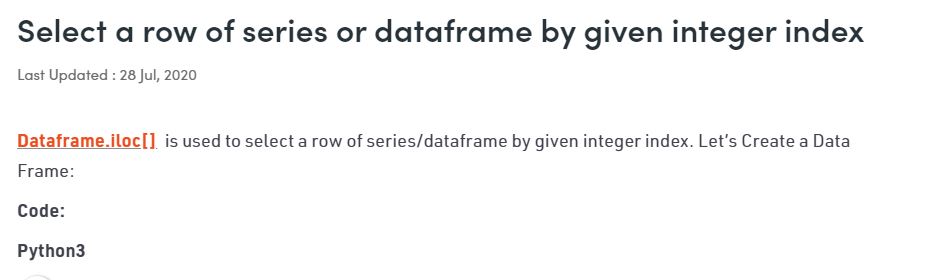 Select a row of series or dataframe by given integer index
Last Updated : 28 Jul, 2020
Dataframe.iloc[] is used to select a row of series/dataframe by given integer index. Let’s Create a Data
Frame:
Code:
Python3